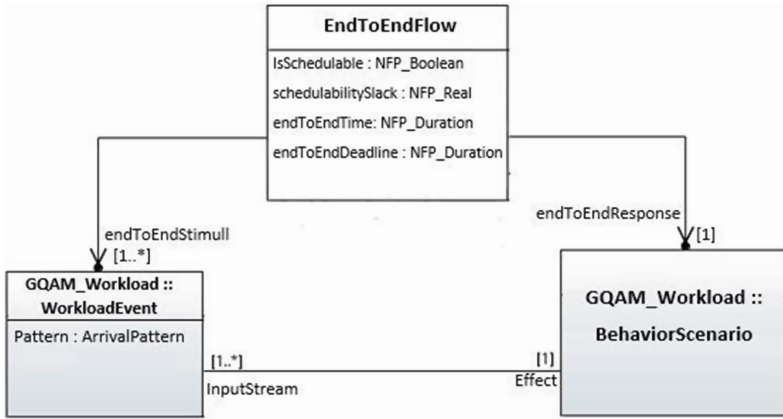 EndToEndFlow
IsSchedulable : NFP_Boolean
schedulabilitySlack : NFP_Real
endToEndTime: NFP_Duration
endToEndDeadline : NFP_Duration
endToEndStimull
[1..*]
endToEndResponse
[1]
GQAM_Workload ::
WorkloadEvent
Pattern : ArrivalPattern
GQAM_Workload ::
BehaviorScenario
[1..*]
InputStream
[1]
Effect